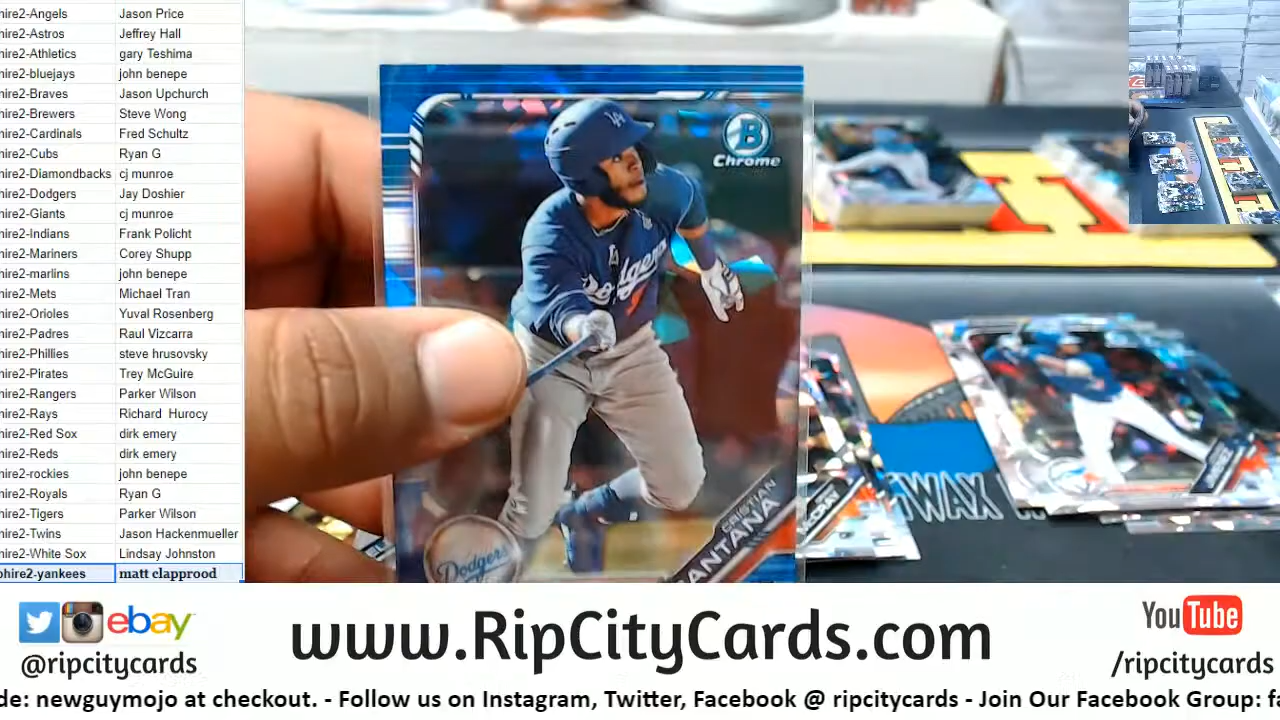 hire2-Angels Jason Price
hire2-Astros Jeffrey Hall
hire2-Athletics gary Teshima
hire2-bluejays john benepe
hire2-Braves Jason Upchurch
hire2-Brewers Steve Wong
hire2-Cardinals Fred Schultz
hire2-Cubs Ryan G
hire2-Diamondbacks cj munroe
hire2-Dodgers Jay Doshier
hire2-Giants cj munroe
hire2-Indians Frank Policht
hire2-Mariners Corey Shupp
hire2-marlins john benepe
hire2-Mets Michael Tran
hire2-Orioles Yuval Rosenberg
hire2-Padres Raul Vizcarra
hire2-Phillies steve hrusovsky
hire2-Pirates Trey McGuire
hire2-Rangers Parker Wilson
hire2-Rays Richard Hurocy
hire2-Red Sox dirk emery
hire2-Reds dirk emery
hire2-rockies john benepe
hire2-Royals Ryan G
hire2-Tigers Parker Wilson
hire2-Twins Jason Hackenmueller
hire2-White Sox Lindsay Johnston
phire2-yankees matt clapprood
LA
B
Chrome
Dodgers
CRISTIAN
SANTANA
Dodgers
WAX
ebay
@ripcitycards
www.RipCityCards.com
YouTube
/ripcitycards
de: newguymojo at checkout. - Follow us on Instagram, Twitter, Facebook @ ripcitycards - Join Our Facebook Group: fa